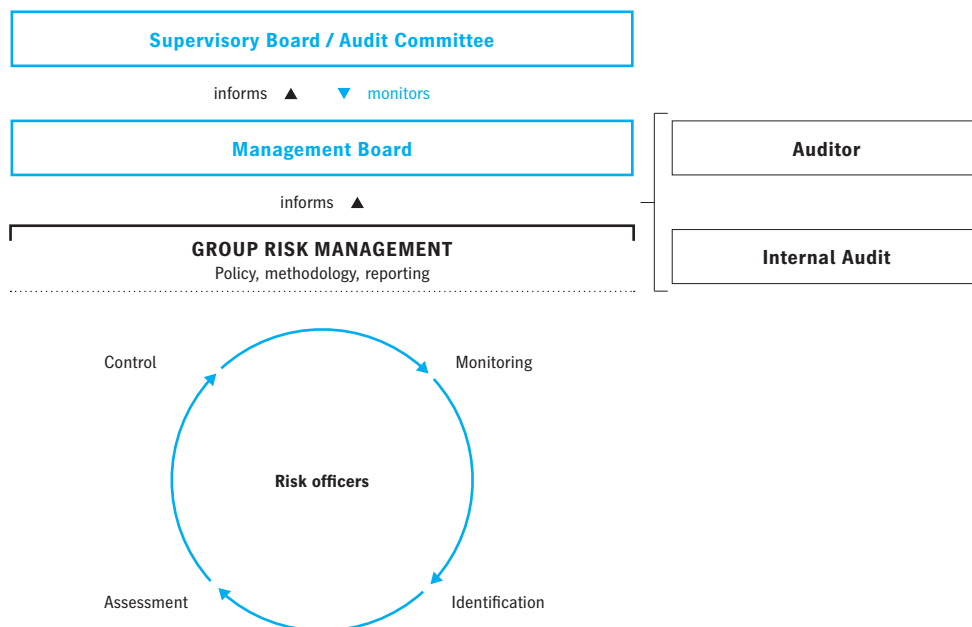 Supervisory Board / Audit Committee
informs ▲ ▼ monitors
Management Board
Auditor
informs ▲
GROUP RISK MANAGEMENT
Policy, methodology, reporting
Internal Audit
Control
Monitoring
Risk officers
Assessment
Identification